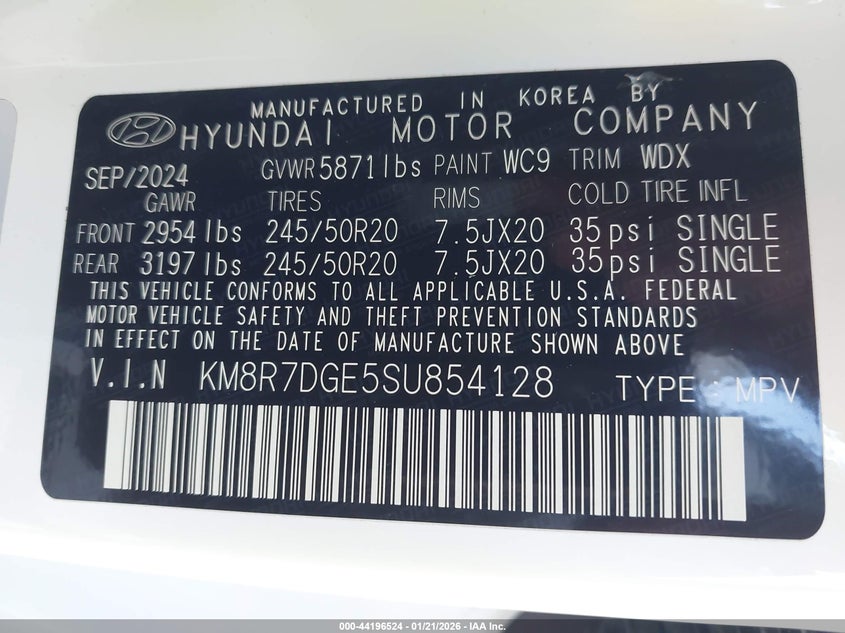 MANUFACTURED IN KOREA BY
HYUNDAI MOTOR COMPANY
SEP/2024 GVWR 5871 lbs PAINT WC9 TRIM WDX
GAWR TIRES RIMS COLD TIRE INFL
FRONT 2954 lbs 245/50R20 7.5JX20 35 psi SINGLE
REAR 3197 lbs 245/50R20 7.5JX20 35 psi SINGLE
THIS VEHICLE CONFORMS TO ALL APPLICABLE U.S.A. FEDERAL
MOTOR VEHICLE SAFETY AND THEFT PREVENTION STANDARDS
IN EFFECT ON THE DATE OF MANUFACTURE SHOWN ABOVE
V.I.N KM8R7DGE5SU854128 TYPE : MPV
000-44196524 | 01/21/2026 | IAA Inc.